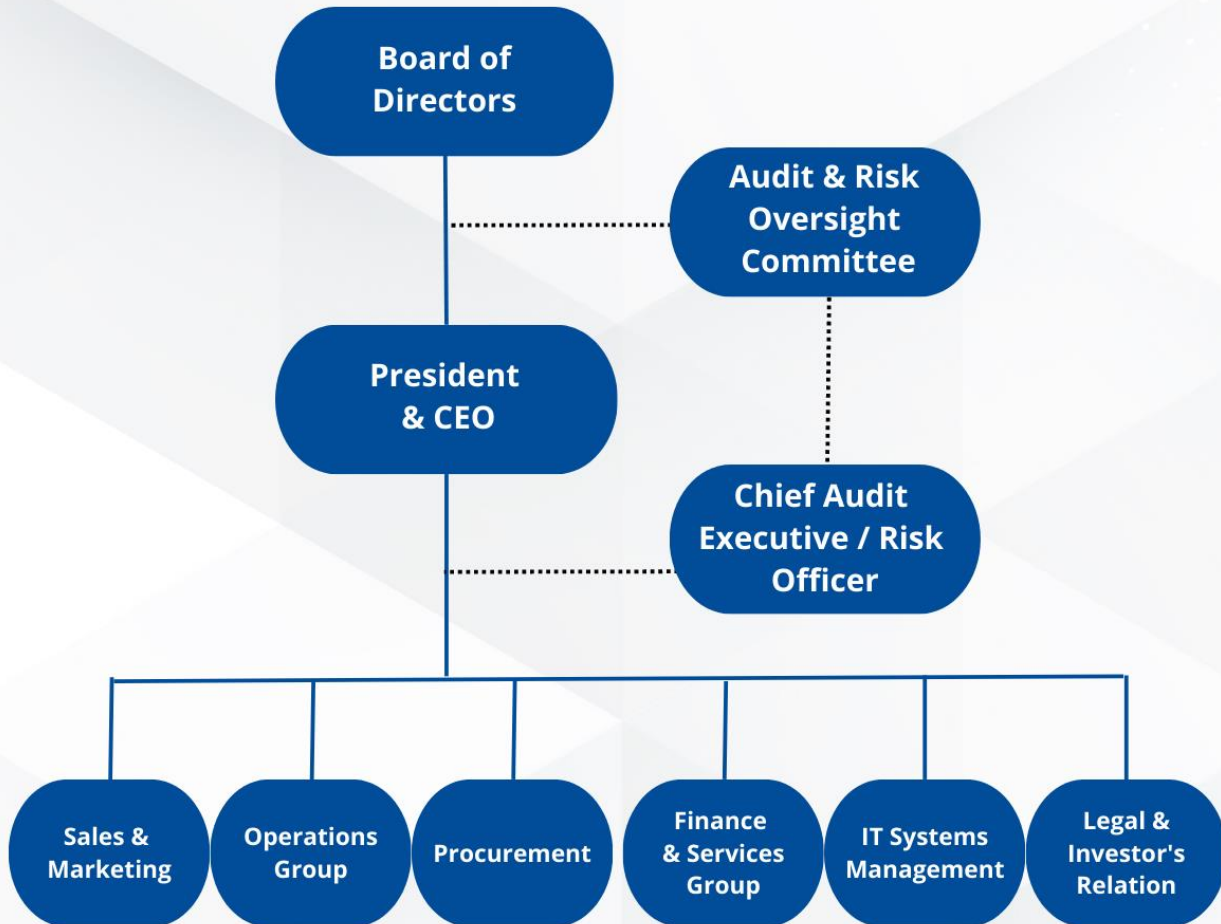 Board of
Directors
Audit & Risk
Oversight
Committee
President
& CEO
Chief Audit
Executive / Risk
Officer
Sales &
Marketing
Operations
Group
Procurement
Finance
& Services
Group
IT Systems
Management
Legal &
Investor's
Relation